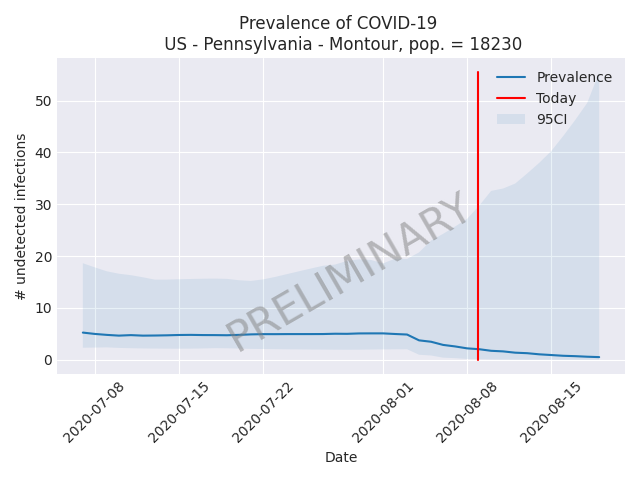 Prevalence of COVID-19
US - Pennsylvania - Montour, pop. = 18230
Prevalence
Today
95CI
# undetected infections
50
40
30
20
10
0
PRELIMINARY
2020-07-08
2020-07-15
2020-07-22
2020-08-01
2020-08-08
2020-08-15
Date